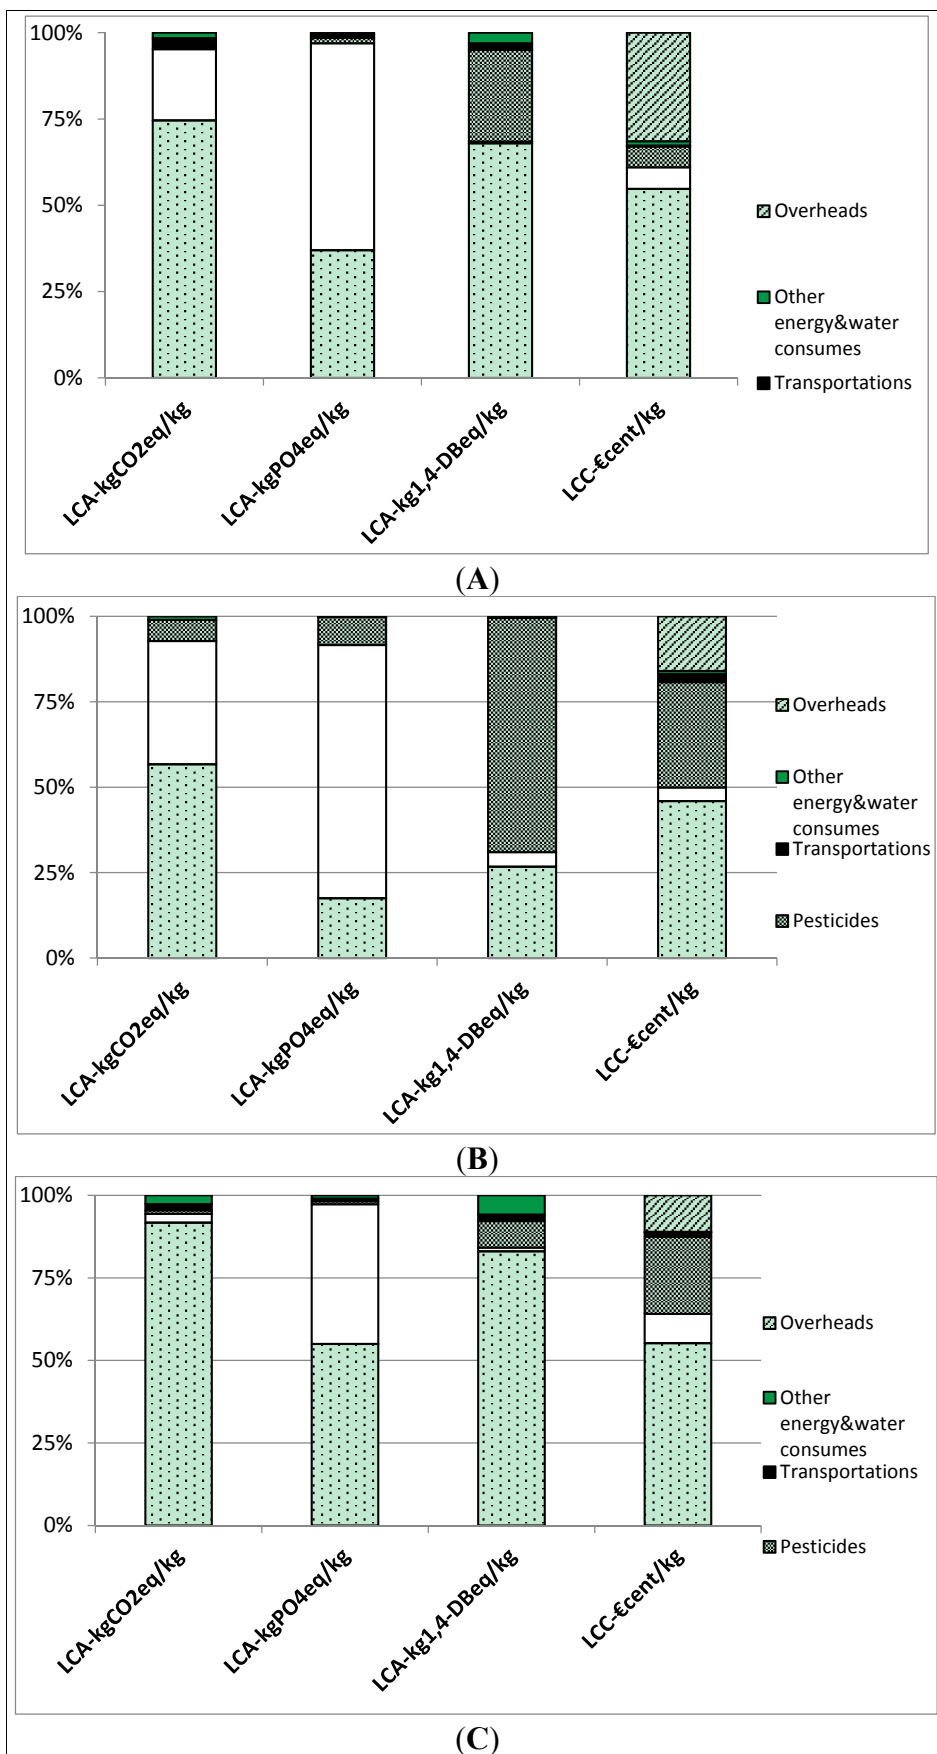 100%
75%
50%
25%
0%
LCA-kgCO2eq/kg
LCA-kgPO4eq/kg
LCA-kg1,4-DBeq/kg
LCC-€cent/kg
Overheads
Other
energy&water
consumes
Transportations
(A)
100%
75%
50%
25%
0%
LCA-kgCO2eq/kg
LCA-kgPO4eq/kg
LCA-kg1,4-DBeq/kg
LCC-€cent/kg
Overheads
Other
energy&water
consumes
Transportations
Pesticides
(B)
100%
75%
50%
25%
0%
LCA-kgCO2eq/kg
LCA-kgPO4eq/kg
LCA-kg1,4-DBeq/kg
LCC-€cent/kg
Overheads
Other
energy&water
consumes
Transportations
Pesticides
(C)